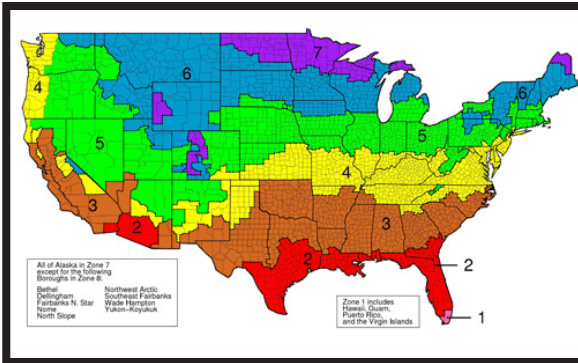 7
6
4
6
5
5
4
3
3
2
2
2
1
All of Alaska in Zone 7
except for the following
Boroughs in Zone 8:
Bethel Northwest Arctic
Dellingham Southeast Fairbanks
Fairbanks N. Star Wade Hampton
Nome Yukon-Koyukuk
North Slope
Zone 1 includes
Hawaii, Guam,
Puerto Rico,
and the Virgin Islands